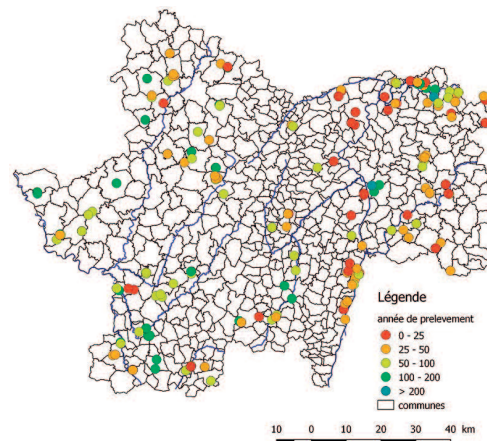 Légende
année de prelevement
0 - 25
25 - 50
50 - 100
100 - 200
> 200
communes
10 0 10 20 30 40 km